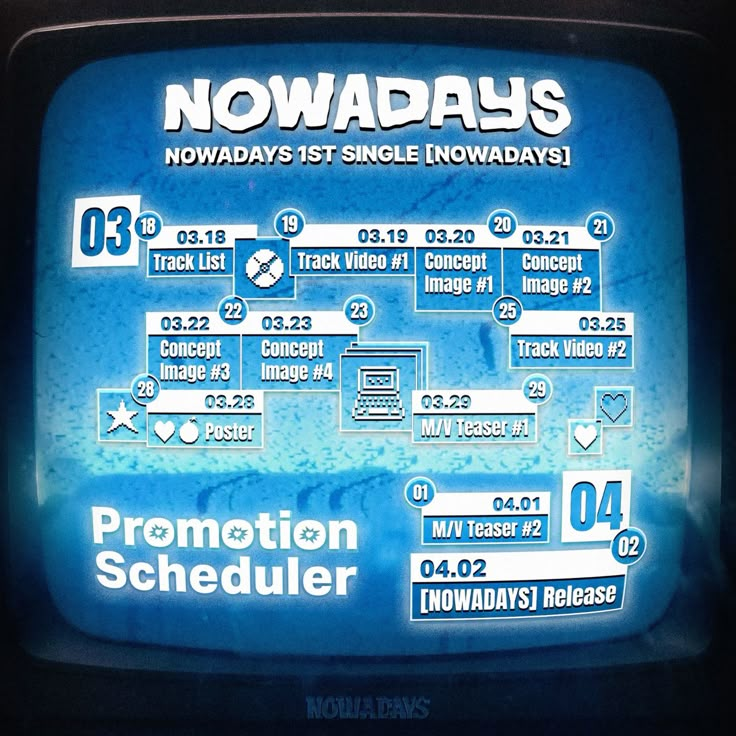 NOWADAYS
NOWADAYS 1ST SINGLE [NOWADAYS]
03
18
03.18
Track List
19
03.19
Track Video #1
20
03.20
Concept
Image #1
21
03.21
Concept
Image #2
22
03.22
Concept
Image #3
23
03.23
Concept
Image #4
25
03.25
Track Video #2
28
03.28
Poster
29
03.29
M/V Teaser #1
Promotion
Scheduler
04
01
04.01
M/V Teaser #2
02
04.02
[NOWADAYS] Release
NOWADAYS